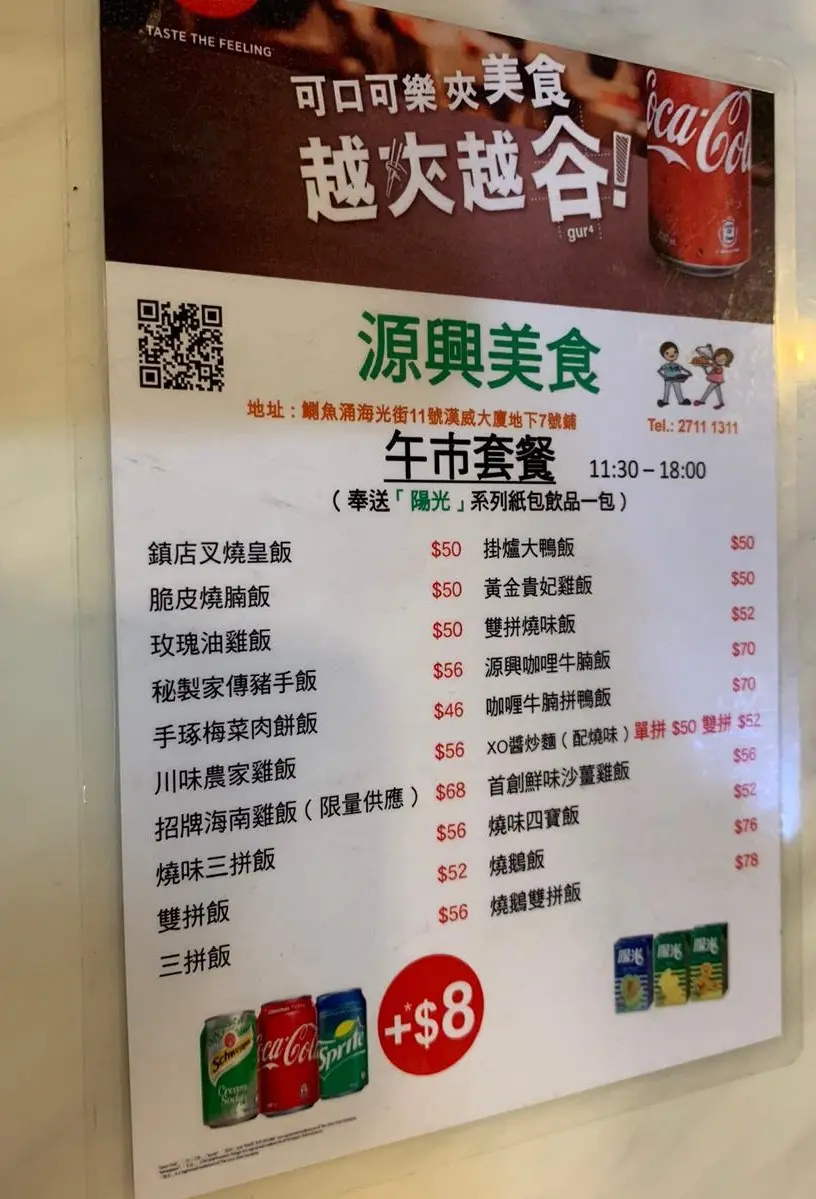 TASTE THE FEELING
可口可樂 夾美食
越夾越谷!
gur⁴
Coca-Cola
源興美食
地址：鰂魚涌海光街11號漢威大廈地下7號鋪
Tel.: 2711 1311
午市套餐 11:30 – 18:00
（奉送「陽光」系列紙包飲品一包）
鎮店叉燒皇飯 $50
脆皮燒腩飯 $50
玫瑰油雞飯 $50
秘製家傳豬手飯 $56
手琢梅菜肉餅飯 $46
川味農家雞飯 $56
招牌海南雞飯（限量供應） $68
燒味三拼飯 $56
雙拼飯 $52
三拼飯 $56
掛爐大鴨飯 $50
黃金貴妃雞飯 $50
雙拼燒味飯 $52
源興咖喱牛腩飯 $70
咖喱牛腩拼鴨飯 $70
XO醬炒麵（配燒味）單拼 $50 雙拼 $52
首創鮮味沙薑雞飯 $56
燒味四寶飯 $52
燒鵝飯 $76
燒鵝雙拼飯 $78
Schweppes
Cream Soda
Coca-Cola
Sprite
+*$8
陽光
陽光
陽光